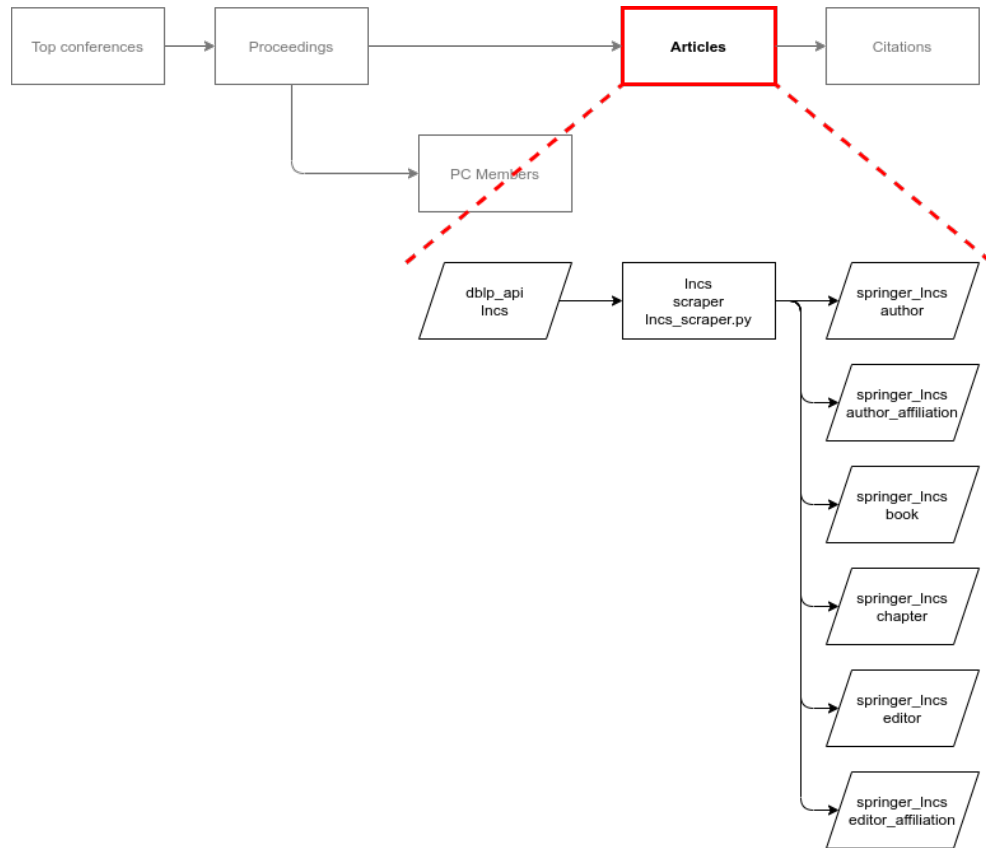 Top conferences
Proceedings
Articles
Citations
PC Members
dblp_api
lncs
lncs
scraper
lncs_scraper.py
springer_lncs
author
springer_lncs
author_affiliation
springer_lncs
book
springer_lncs
chapter
springer_lncs
editor
springer_lncs
editor_affiliation